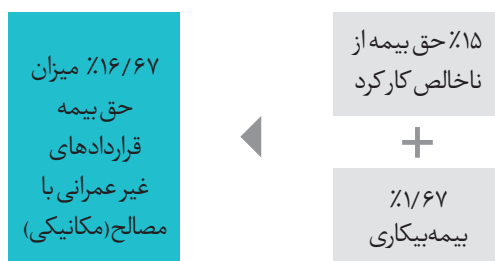 ٪۱۵ حق بیمه از
ناخالص کارکرد
+
٪۱/۶۷
بیمه‌بیکاری
٪۱۶/۶۷ میزان
حق بیمه
قراردادهای
غیر عمرانی با
مصالح(مکانیکی)